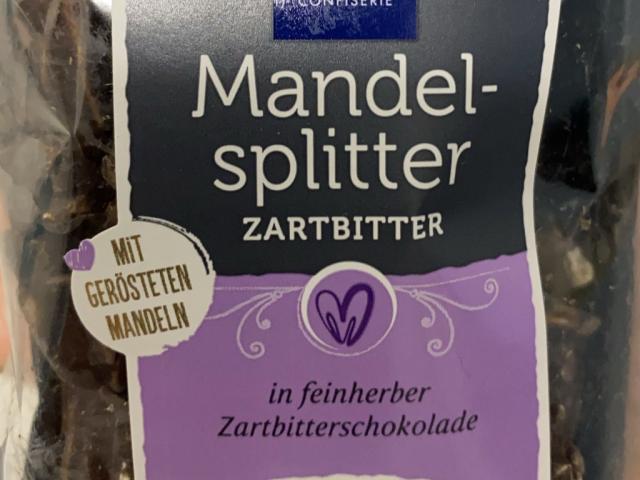 CONFISERIE
Mandel-
splitter
ZARTBITTER
MiT
GERÖSTETEN
MANDELN
in feinherber
Zartbitterschokolade